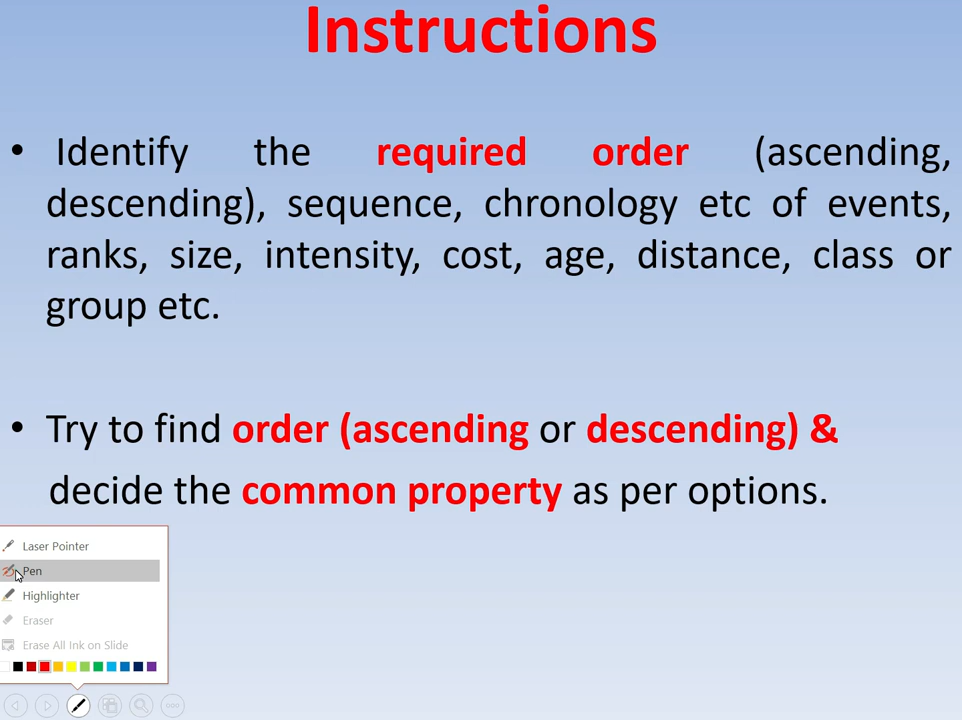 Instructions
• Identify the required order (ascending,
descending), sequence, chronology etc of events,
ranks, size, intensity, cost, age, distance, class or
group etc.
• Try to find order (ascending or descending) &
decide the common property as per options.
Laser Pointer
Pen
Highlighter
Eraser
Erase All Ink on Slide